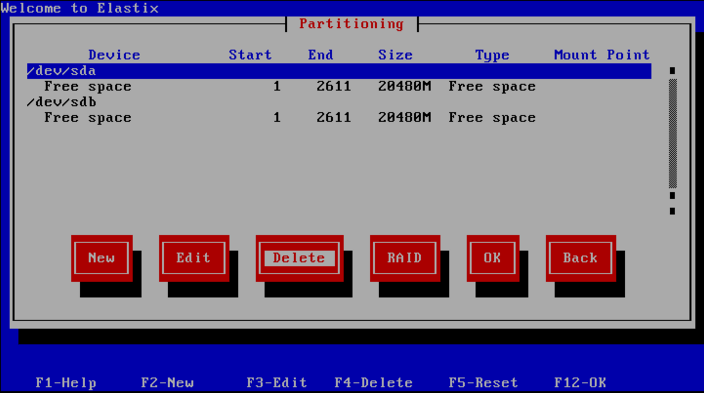 Welcome to Elastix
Partitioning
Device Start End Size Type Mount Point
/dev/sda
Free space 1 2611 20480M Free space
/dev/sdb
Free space 1 2611 20480M Free space
New Edit Delete RAID OK Back
F1-Help F2-New F3-Edit F4-Delete F5-Reset F12-OK